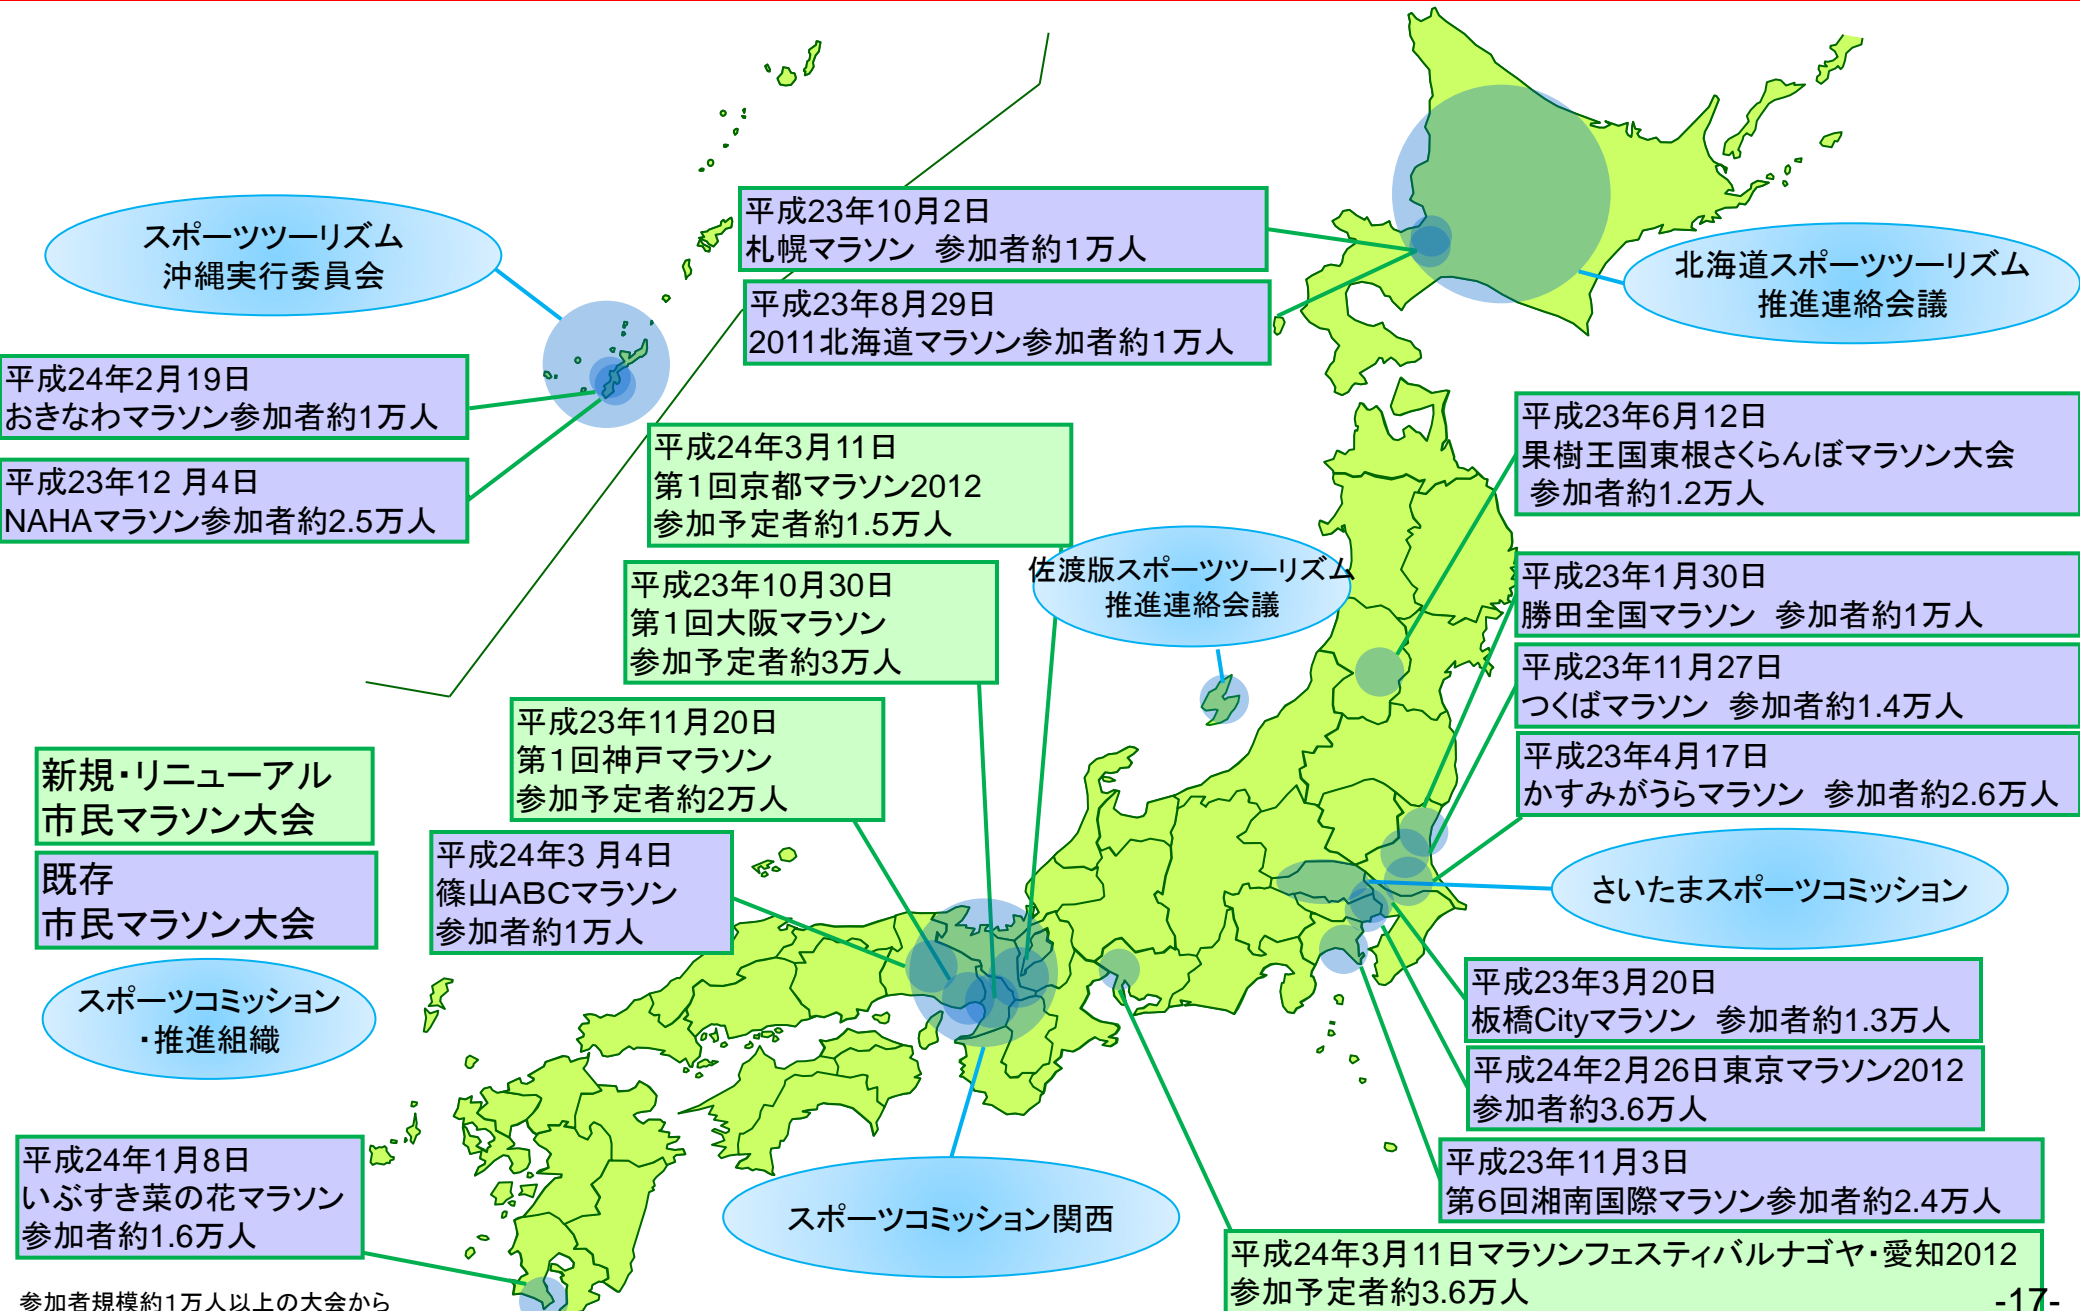 スポーツツーリズム
沖縄実行委員会
平成23年10月2日
札幌マラソン 参加者約1万人
平成23年8月29日
2011北海道マラソン参加者約1万人
北海道スポーツツーリズム
推進連絡会議
平成24年2月19日
おきなわマラソン参加者約1万人
平成23年12 月4日
NAHAマラソン参加者約2.5万人
平成24年3月11日
第1回京都マラソン2012
参加予定者約1.5万人
平成23年6月12日
果樹王国東根さくらんぼマラソン大会
参加者約1.2万人
平成23年10月30日
第1回大阪マラソン
参加予定者約3万人
佐渡版スポーツツーリズム
推進連絡会議
平成23年1月30日
勝田全国マラソン 参加者約1万人
平成23年11月27日
つくばマラソン 参加者約1.4万人
平成23年11月20日
第1回神戸マラソン
参加予定者約2万人
平成23年4月17日
かすみがうらマラソン 参加者約2.6万人
新規・リニューアル
市民マラソン大会
既存
市民マラソン大会
平成24年3 月4日
篠山ABCマラソン
参加者約1万人
さいたまスポーツコミッション
スポーツコミッション
・推進組織
平成23年3月20日
板橋Cityマラソン 参加者約1.3万人
平成24年2月26日東京マラソン2012
参加者約3.6万人
平成24年1月8日
いぶすき菜の花マラソン
参加者約1.6万人
スポーツコミッション関西
平成23年11月3日
第6回湘南国際マラソン参加者約2.4万人
平成24年3月11日マラソンフェスティバルナゴヤ・愛知2012
参加予定者約3.6万人
参加者規模約1万人以上の大会から
-17-